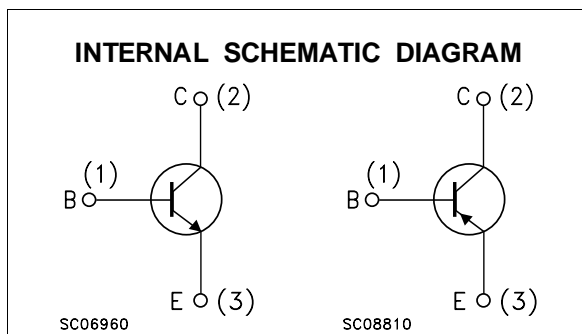 INTERNAL SCHEMATIC DIAGRAM
C (2) C (2)
(1) (1)
B B
E (3) E (3)
SC06960 SC08810